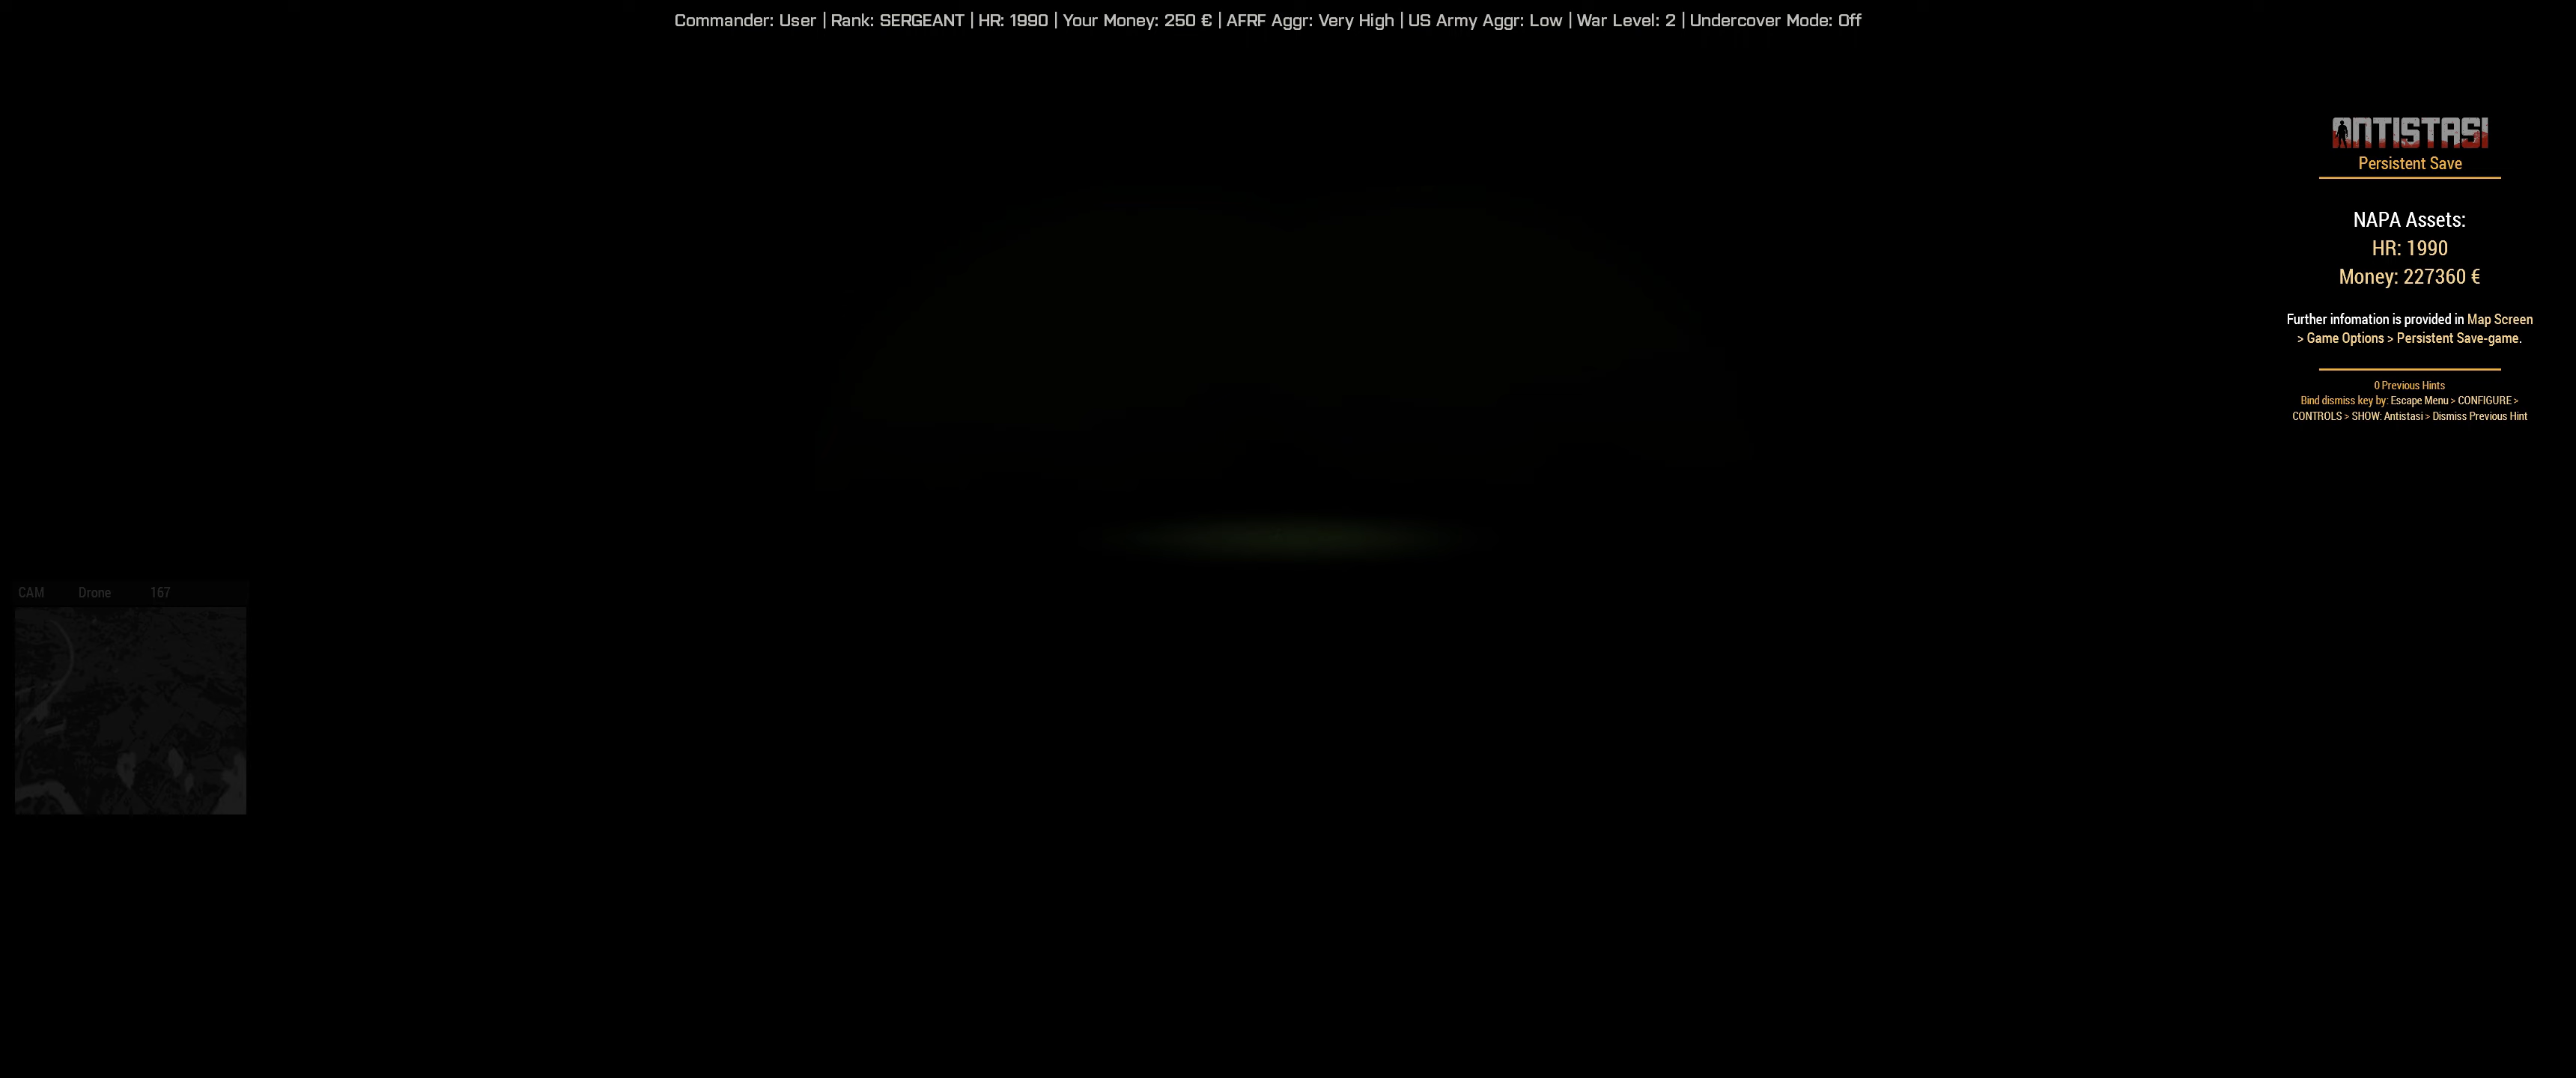 Commander: User | Rank: SERGEANT | HR: 1990 | Your Money: 250 € | AFRF Aggr: Very High | US Army Aggr: Low | War Level: 2 | Undercover Mode: Off
ANTISTASI
Persistent Save
NAPA Assets:
HR: 1990
Money: 227360 €
Further infomation is provided in Map Screen
> Game Options > Persistent Save-game.
0 Previous Hints
Bind dismiss key by: Escape Menu > CONFIGURE >
CONTROLS > SHOW: Antistasi > Dismiss Previous Hint
CAM Drone 167